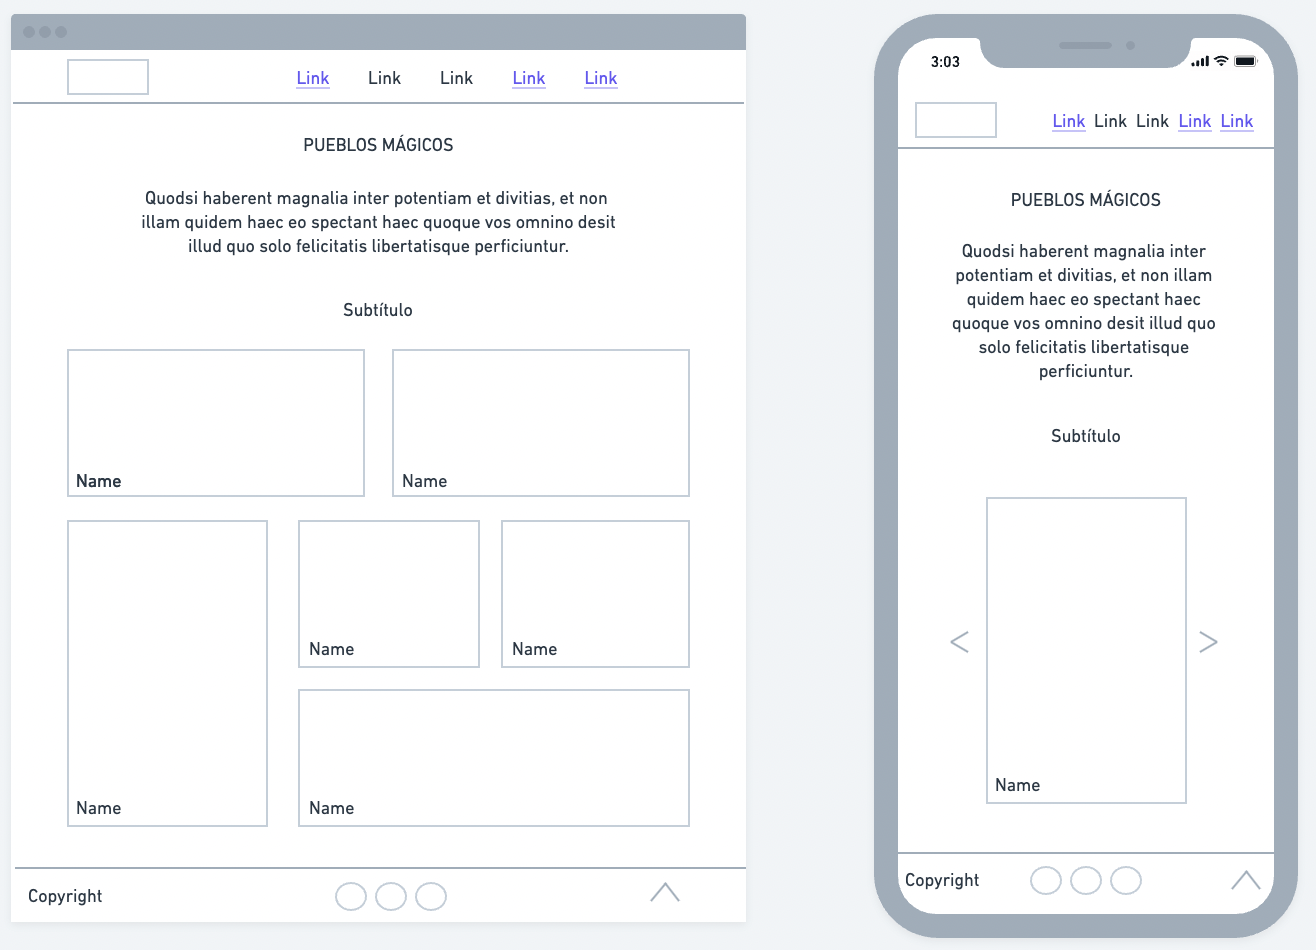 Link Link Link Link Link
PUEBLOS MÁGICOS
Quodsi haberent magnalia inter potentiam et divitias, et non
illam quidem haec eo spectant haec quoque vos omnino desit
illud quo solo felicitatis libertatisque perficiuntur.
Subtítulo
Name
Name
Name
Name
Name
Name
Copyright
3:03
Link Link Link Link Link
PUEBLOS MÁGICOS
Quodsi haberent magnalia inter
potentiam et divitias, et non illam
quidem haec eo spectant haec
quoque vos omnino desit illud quo
solo felicitatis libertatisque
perficiuntur.
Subtítulo
Name
Copyright